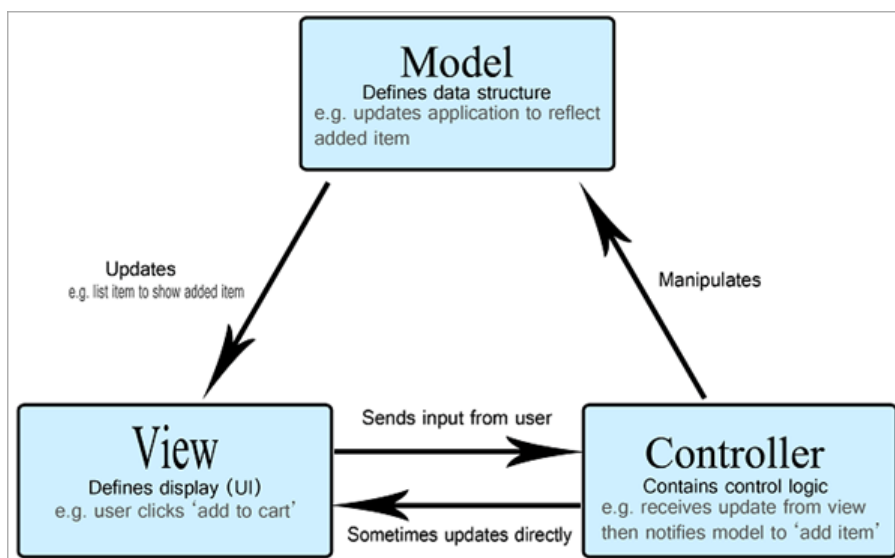 Model
Defines data structure
e.g. updates application to reflect
added item
Updates
e.g. list item to show added item
Manipulates
View
Defines display (UI)
e.g. user clicks ‘add to cart’
Sends input from user
Sometimes updates directly
Controller
Contains control logic
e.g. receives update from view
then notifies model to ‘add item’